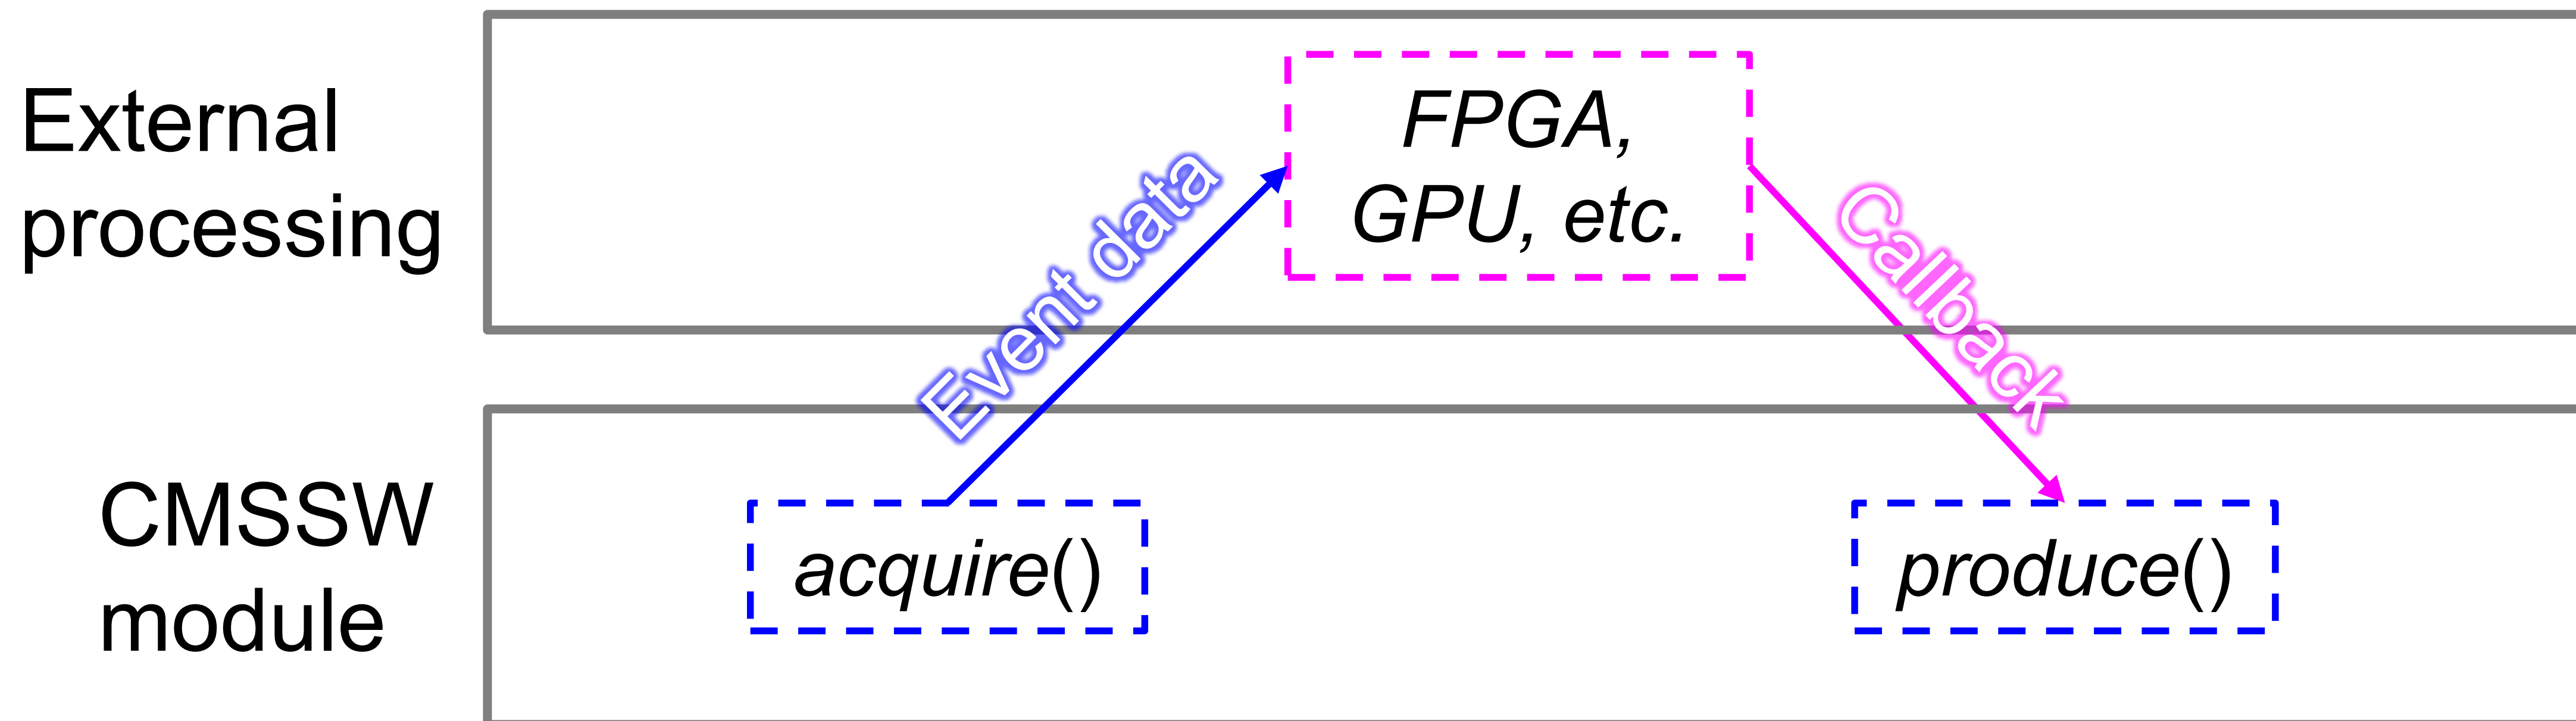 External
processing
FPGA,
GPU, etc.
Event data
Callback
CMSSW
module
acquire()
produce()